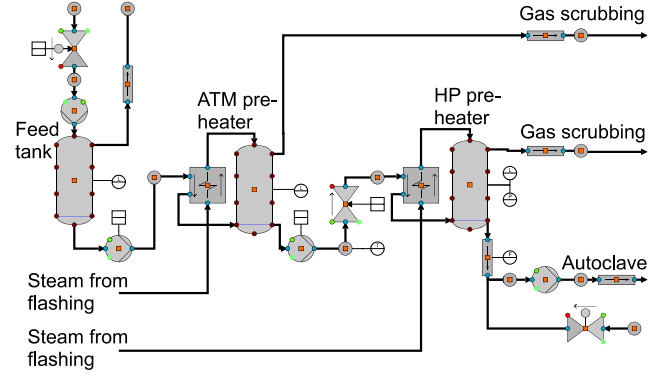 Gas scrubbing
ATM pre-
heater
HP pre-
heater
Feed
tank
Gas scrubbing
Autoclave
Steam from
flashing
Steam from
flashing